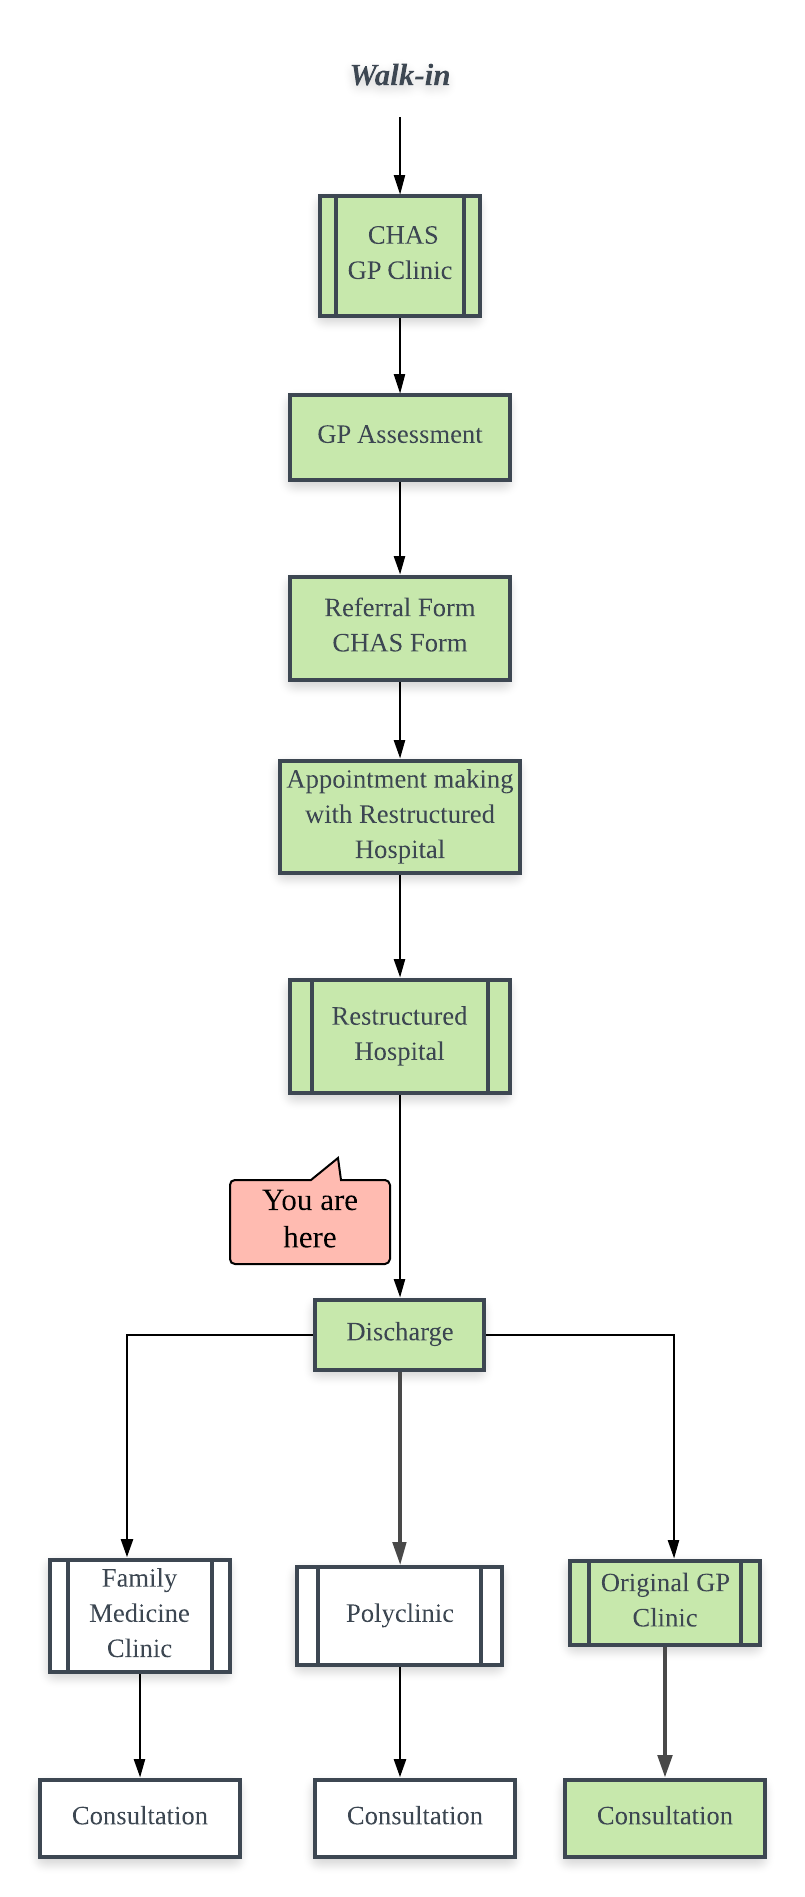 Walk-in
CHAS
GP Clinic
GP Assessment
Referral Form
CHAS Form
Appointment making
with Restructured
Hospital
Restructured
Hospital
You are
here
Discharge
Family
Medicine
Clinic
Polyclinic
Original GP
Clinic
Consultation
Consultation
Consultation